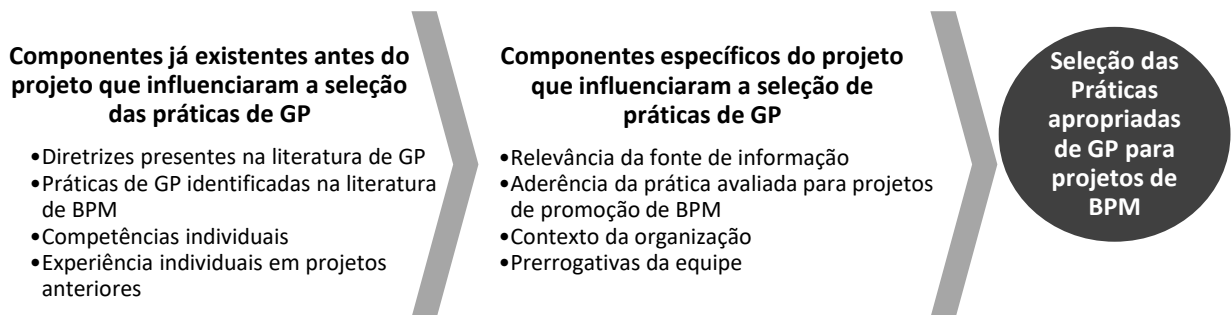 Componentes já existentes antes do
projeto que influenciaram a seleção
das práticas de GP
•Diretrizes presentes na literatura de GP
•Práticas de GP identificadas na literatura
de BPM
•Competências individuais
•Experiência individuais em projetos
anteriores
Componentes específicos do projeto
que influenciaram a seleção de
práticas de GP
•Relevância da fonte de informação
•Aderência da prática avaliada para projetos
de promoção de BPM
•Contexto da organização
•Prerrogativas da equipe
Seleção das
Práticas
apropriadas
de GP para
projetos de
BPM